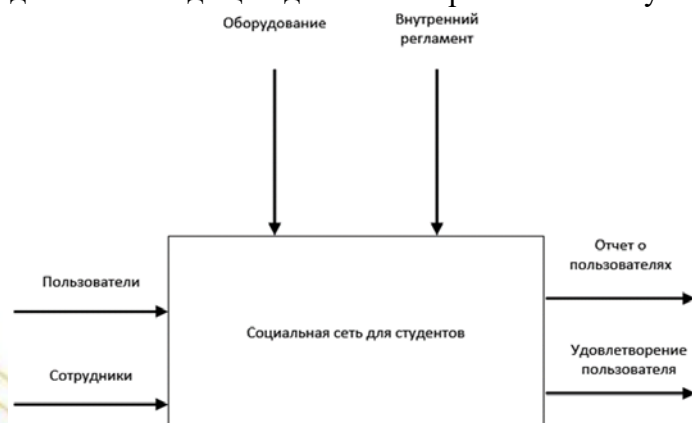 Оборудование
Внутренний
регламент
Пользователи
Сотрудники
Социальная сеть для студентов
Отчет о
пользователях
Удовлетворение
пользователя